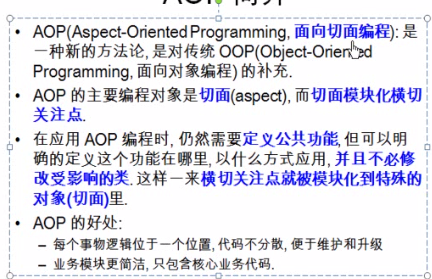 AOP 简介
• AOP(Aspect-Oriented Programming, 面向切面编程): 是
一种新的方法论, 是对传统 OOP(Object-Oriented
Programming, 面向对象编程) 的补充.
• AOP 的主要编程对象是切面(aspect), 而切面模块化横切
关注点.
• 在应用 AOP 编程时, 仍然需要定义公共功能, 但可以明
确的定义这个功能在哪里, 以什么方式应用, 并且不必修
改受影响的类. 这样一来横切关注点就被模块化到特殊的
对象(切面)里.
• AOP 的好处:
– 每个事物逻辑位于一个位置, 代码不分散, 便于维护和升级
– 业务模块更简洁, 只包含核心业务代码.